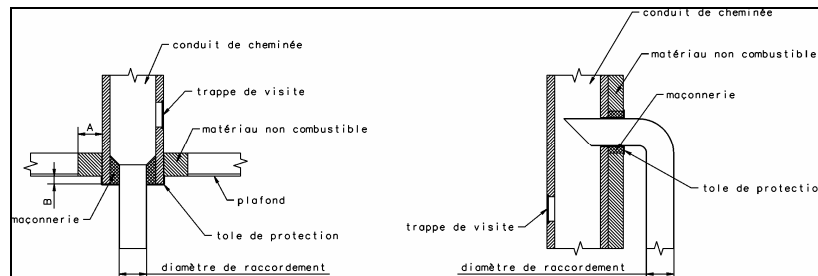 conduit de cheminée
trappe de visite
matériau non combustible
A
B
plafond
maçonnerie
tole de protection
diamètre de raccordement
conduit de cheminée
matériau non combustible
maçonnerie
tole de protection
trappe de visite
diamètre de raccordement